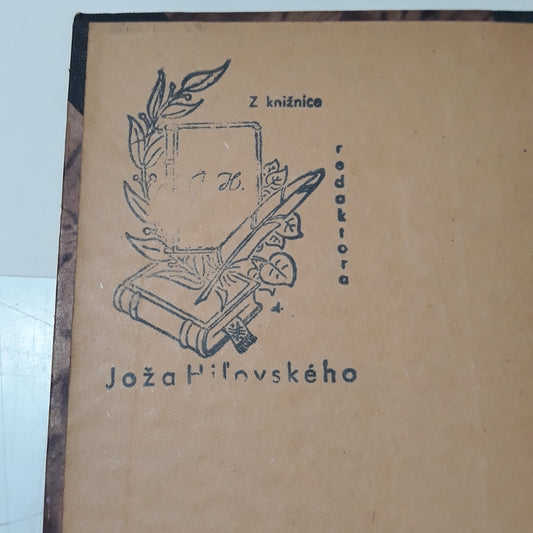 Z knižnice
redaktora
J. H.
Joža Hiľovského